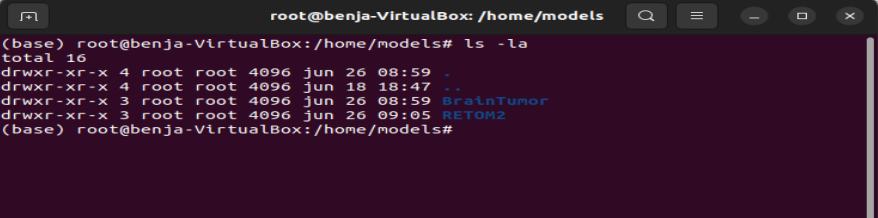 root@benja-VirtualBox: /home/models
(base) root@benja-VirtualBox:/home/models# ls -la
total 16
drwxr-xr-x 4 root root 4096 jun 26 08:59 .
drwxr-xr-x 4 root root 4096 jun 18 18:47 ..
drwxr-xr-x 3 root root 4096 jun 26 08:59 BrainTumor
drwxr-xr-x 3 root root 4096 jun 26 09:05 RETOM2
(base) root@benja-VirtualBox:/home/models#